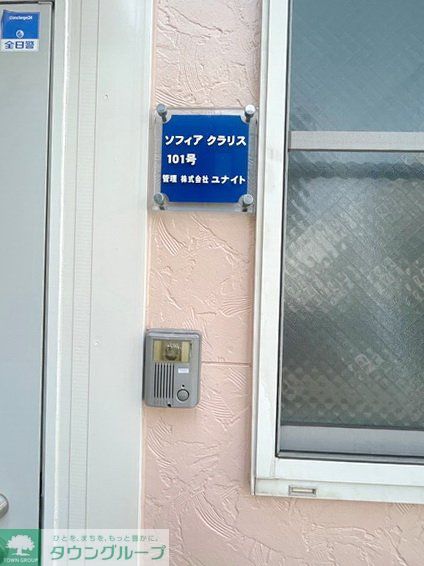 Concierge24
全日警
ソフィア クラリス
101号
管理 株式会社 ユナイト
ひとを、まちを、もっと豊かに。
タウングループ
TOWN GROUP